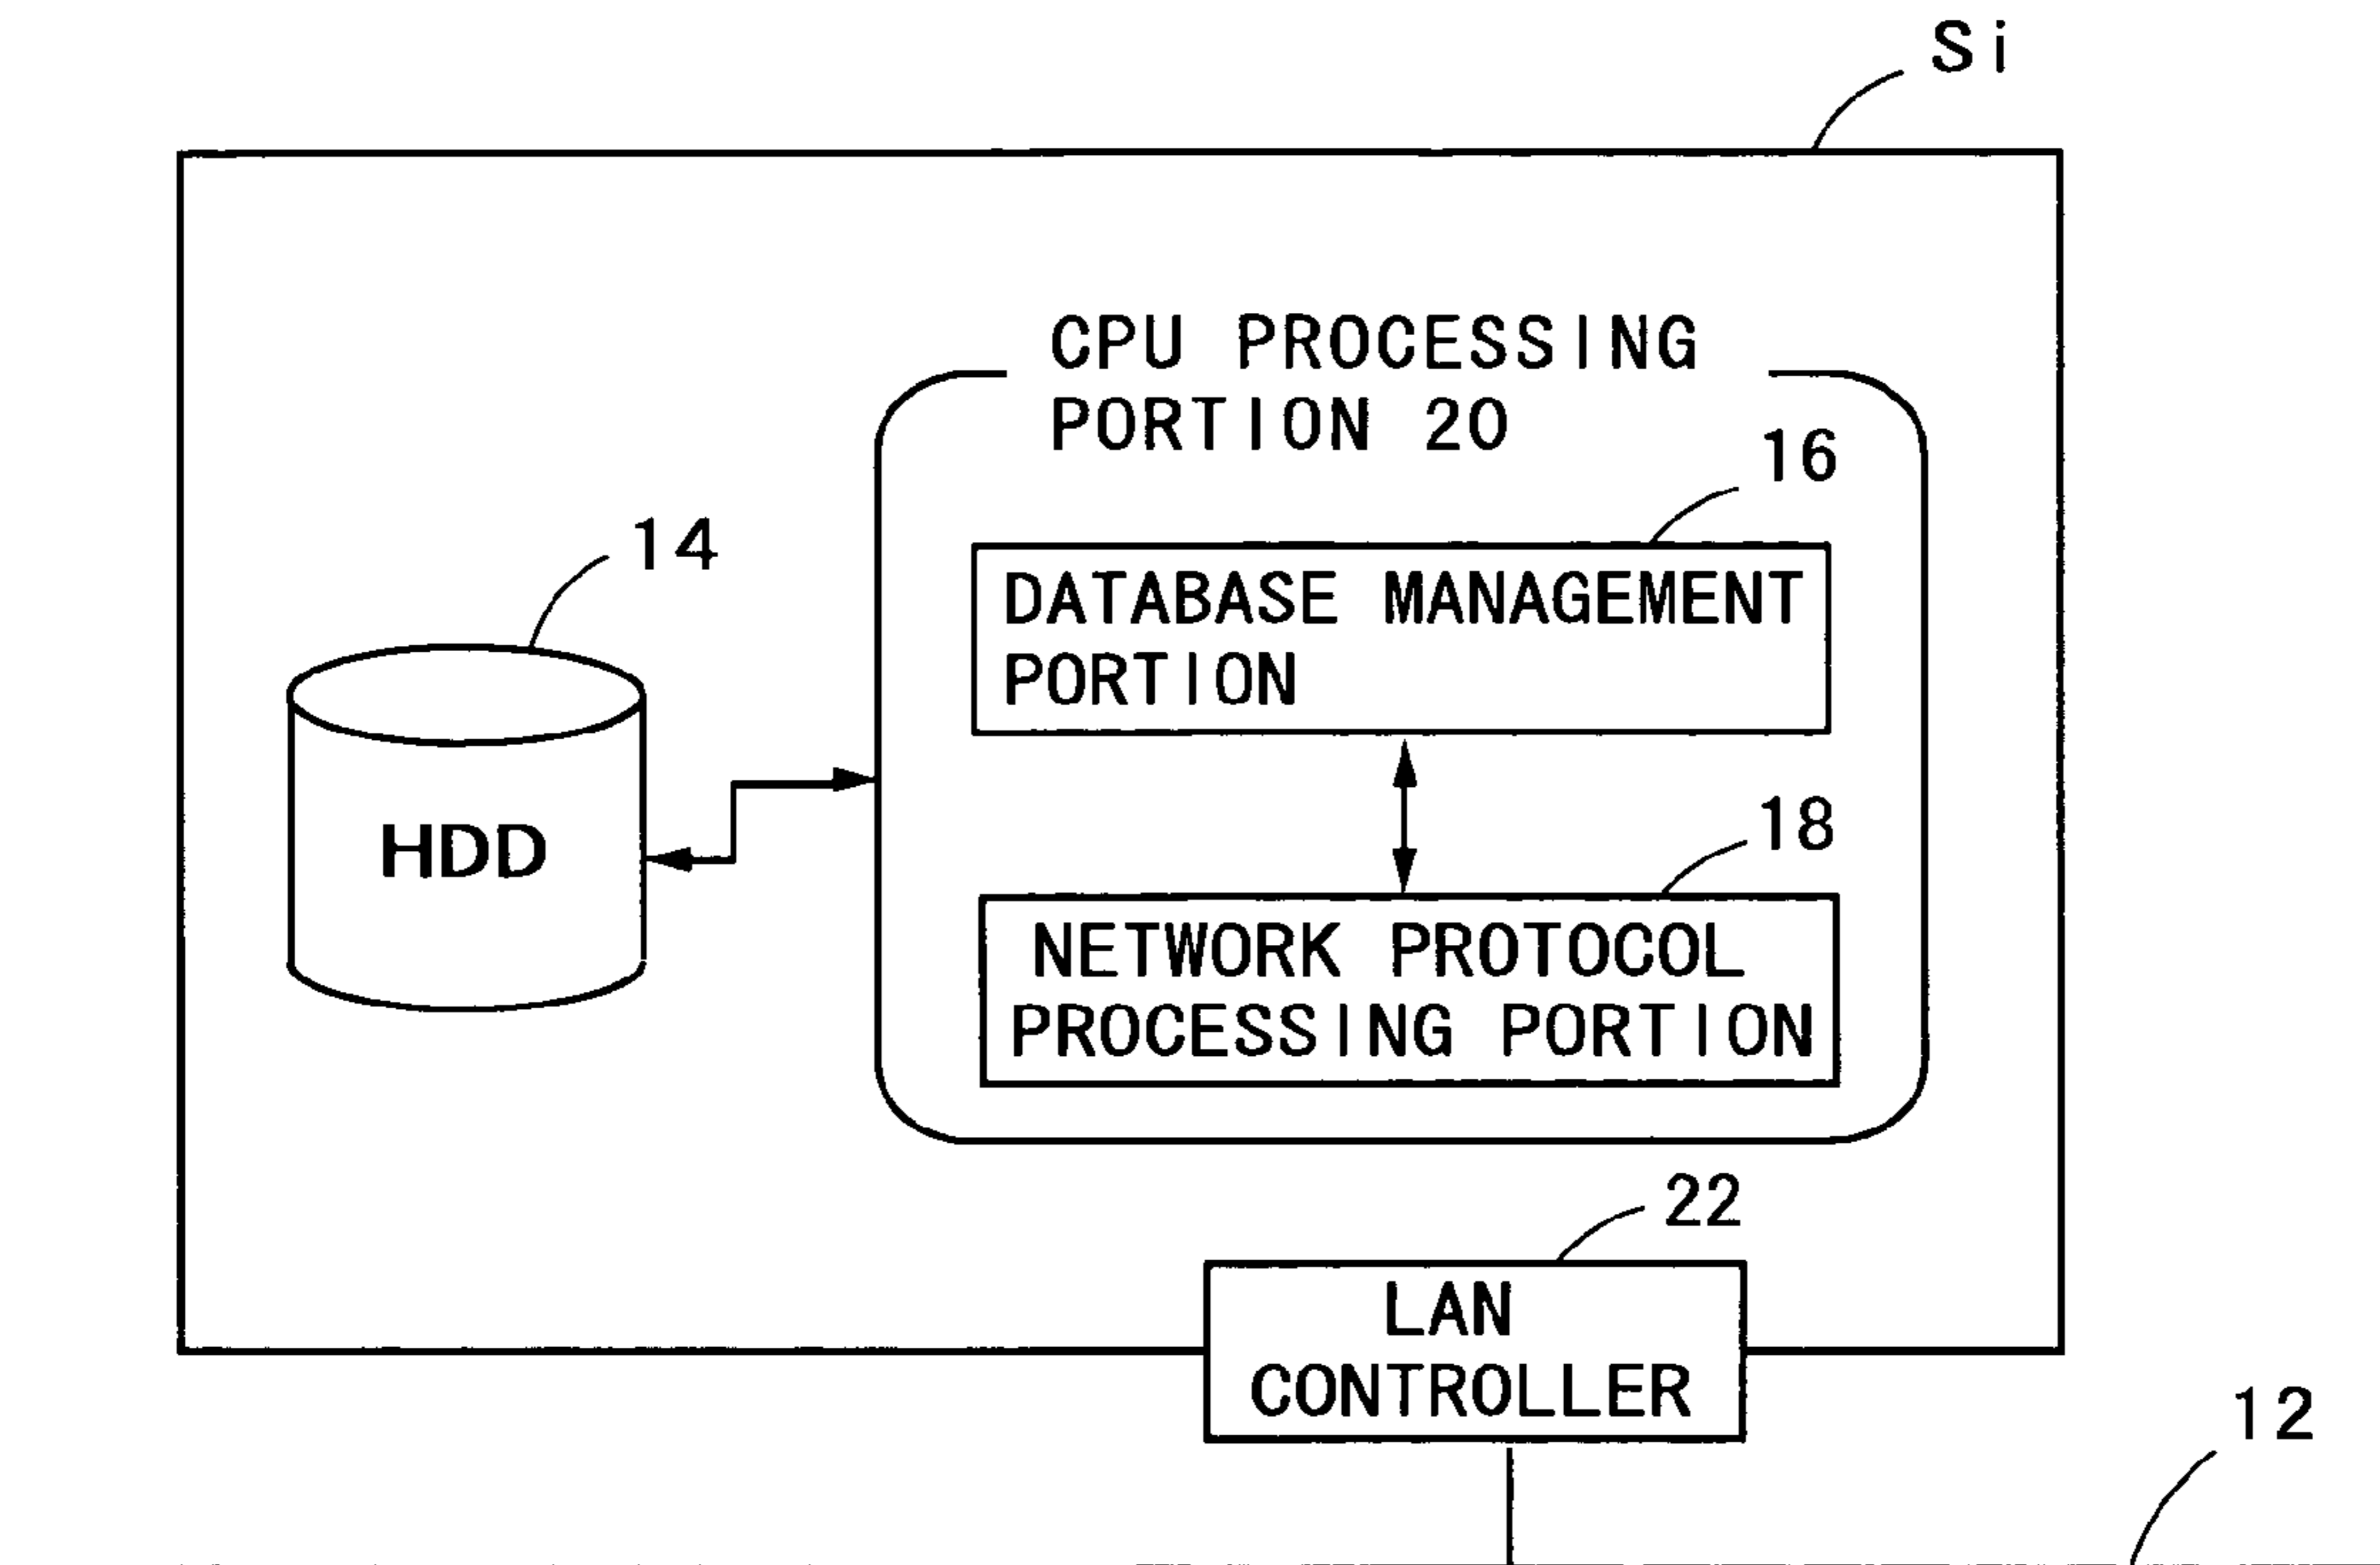 Si
CPU PROCESSING
PORTION 20
16
14
DATABASE MANAGEMENT
PORTION
HDD
18
NETWORK PROTOCOL
PROCESSING PORTION
22
LAN
CONTROLLER
12